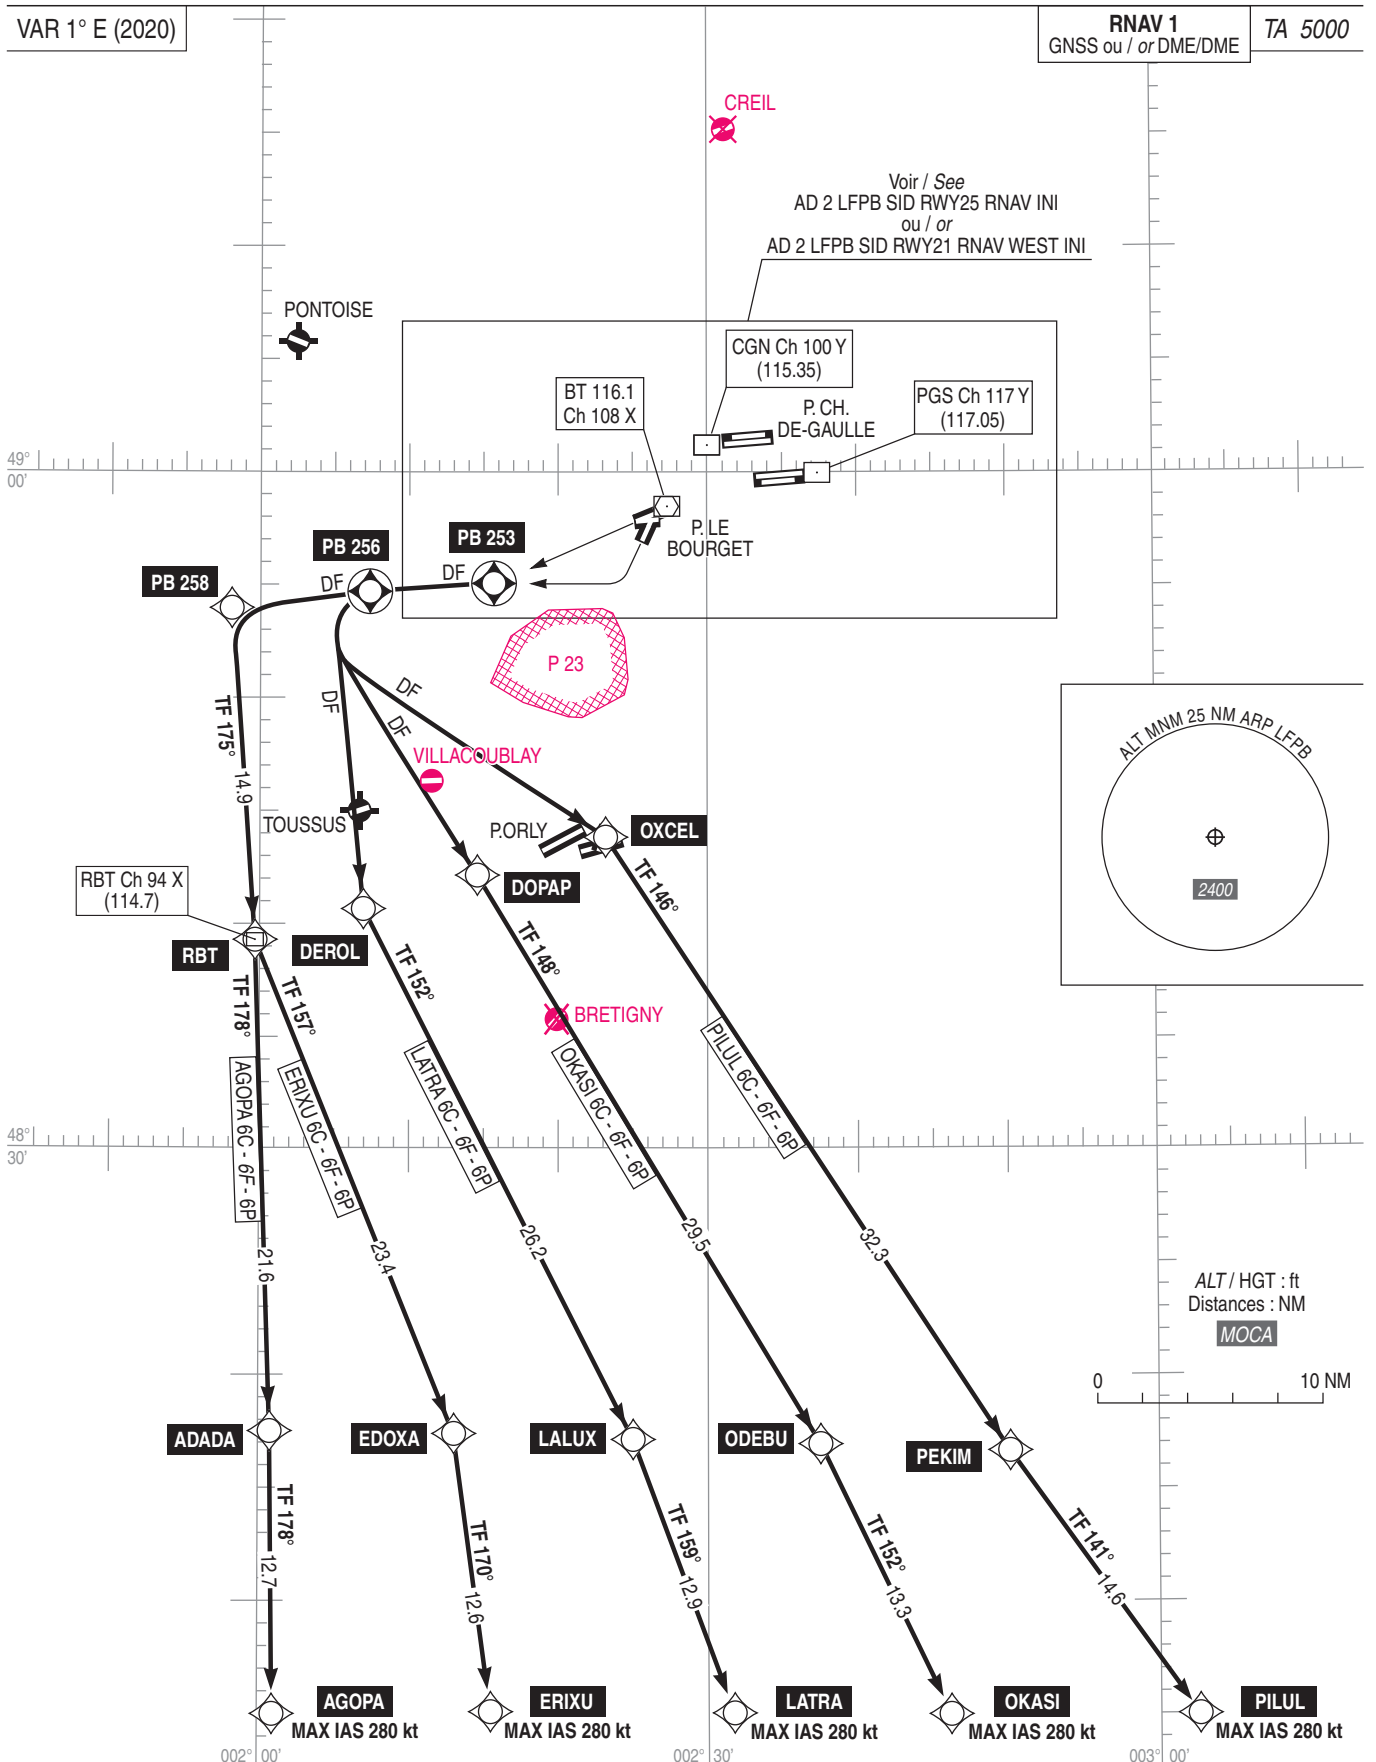 VAR 1° E (2020)
RNAV 1
GNSS ou / or DME/DME
TA 5000
CREIL
Voir / See
AD 2 LFPB SID RWY25 RNAV INI
ou / or
AD 2 LFPB SID RWY21 RNAV WEST INI
PONTOISE
CGN Ch 100 Y
(115.35)
BT 116.1
Ch 108 X
P. CH.
DE-GAULLE
PGS Ch 117 Y
(117.05)
49°
00'
P. LE
BOURGET
PB 253
PB 256
PB 258
DF
DF
P 23
DF
DF
DF
TF 175°
14.9
VILLACOUBLAY
TOUSSUS
P.ORLY
OXCEL
DOPAP
ALT MNM 25 NM ARP LFPB
2400
RBT Ch 94 X
(114.7)
RBT
DEROL
TF 146°
TF 148°
TF 152°
TF 157°
TF 178°
BRETIGNY
AGOPA 6C - 6F - 6P
ERIXU 6C - 6F - 6P
LATRA 6C - 6F - 6P
OKASI 6C - 6F - 6P
PILUL 6C - 6F - 6P
48°
30'
21.6
23.4
26.2
29.5
32.3
ALT / HGT : ft
Distances : NM
MOCA
0 10 NM
ADADA
EDOXA
LALUX
ODEBU
PEKIM
TF 178°
12.7
TF 170°
12.6
TF 159°
12.9
TF 152°
13.3
TF 141°
14.6
AGOPA
MAX IAS 280 kt
ERIXU
MAX IAS 280 kt
LATRA
MAX IAS 280 kt
OKASI
MAX IAS 280 kt
PILUL
MAX IAS 280 kt
002° 00'
002° 30'
003° 00'